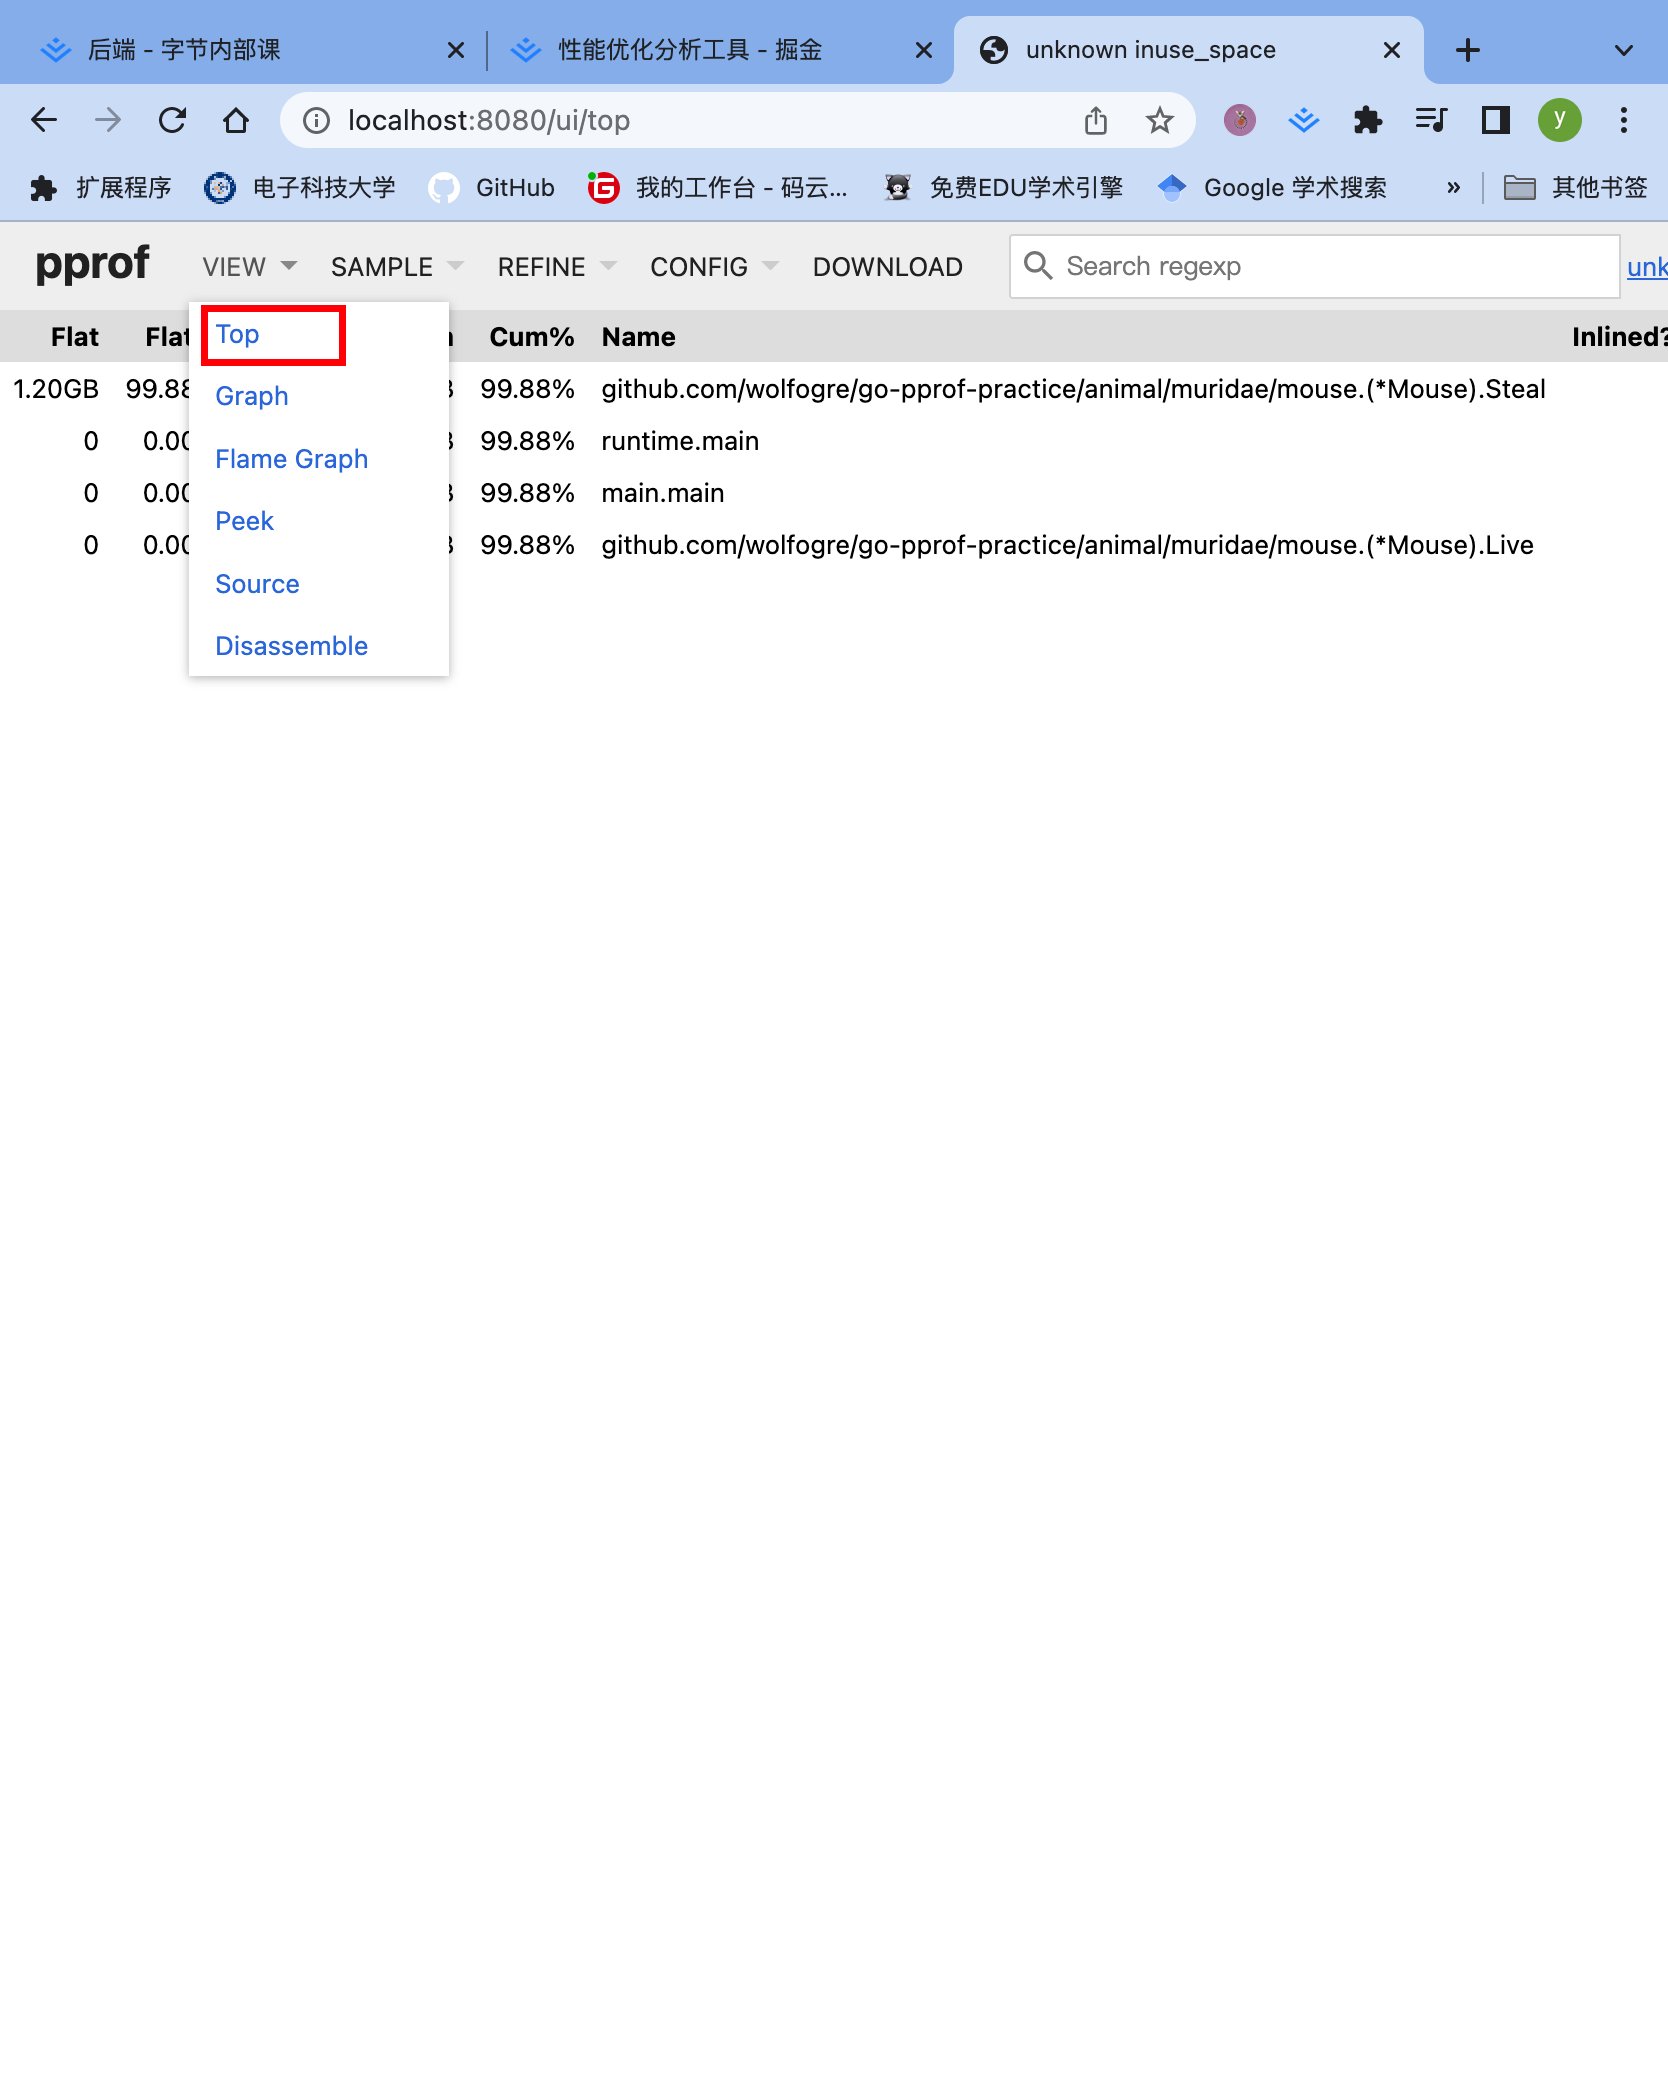 后端 - 字节内部课
性能优化分析工具 - 掘金
unknown inuse_space
localhost:8080/ui/top
y
扩展程序
电子科技大学
GitHub
我的工作台 - 码云...
免费EDU学术引擎
Google 学术搜索
»
其他书签
pprof VIEW SAMPLE REFINE CONFIG DOWNLOAD Search regexp unk
Flat Flat Cum% Name Inlined?
1.20GB 99.88 99.88% github.com/wolfogre/go-pprof-practice/animal/muridae/mouse.(*Mouse).Steal
0 0.00 99.88% runtime.main
0 0.00 99.88% main.main
0 0.00 99.88% github.com/wolfogre/go-pprof-practice/animal/muridae/mouse.(*Mouse).Live
Top
Graph
Flame Graph
Peek
Source
Disassemble